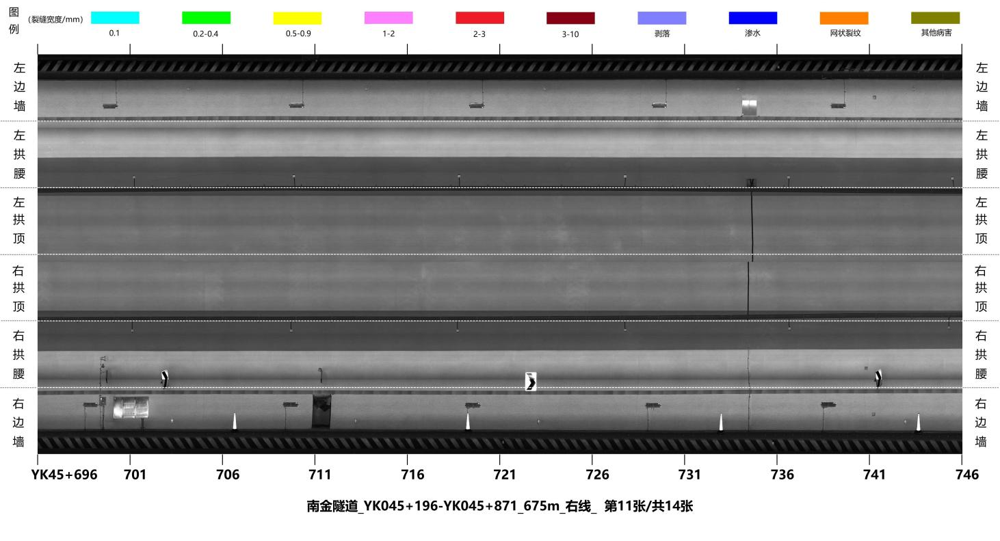 图例
(裂缝宽度/mm)
0.1
0.2-0.4
0.5-0.9
1-2
2-3
3-10
剥落
渗水
网状裂纹
其他病害
左边墙
左边墙
左拱腰
左拱腰
左拱顶
左拱顶
右拱顶
右拱顶
右拱腰
右拱腰
右边墙
右边墙
YK45+696 701 706 711 716 721 726 731 736 741 746
南金隧道_YK045+196-YK045+871_675m_右线_ 第11张/共14张